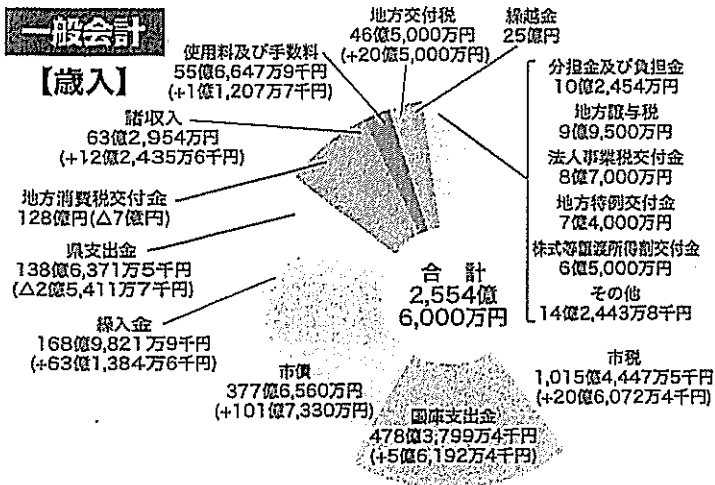 一般会計
【歳入】
地方交付税
46億5,000万円
(+20億5,000万円)
繰越金
25億円
使用料及び手数料
55億6,647万9千円
(+1億1,207万7千円)
諸収入
63億2,954万円
(+12億2,435万6千円)
地方消費税交付金
128億円(△7億円)
県支出金
138億6,371万5千円
(△2億5,411万7千円)
繰入金
168億9,821万9千円
(+63億1,384万6千円)
市債
377億6,560万円
(+101億7,330万円)
国庫支出金
478億3,799万4千円
(+5億6,192万4千円)
市税
1,015億4,447万5千円
(+20億6,072万4千円)
合計
2,554億
6,000万円
分担金及び負担金
10億2,454万円
地方譲与税
9億9,500万円
法人事業税交付金
8億7,000万円
地方特例交付金
7億4,000万円
株式等譲渡所得割交付金
6億5,000万円
その他
14億2,443万8千円